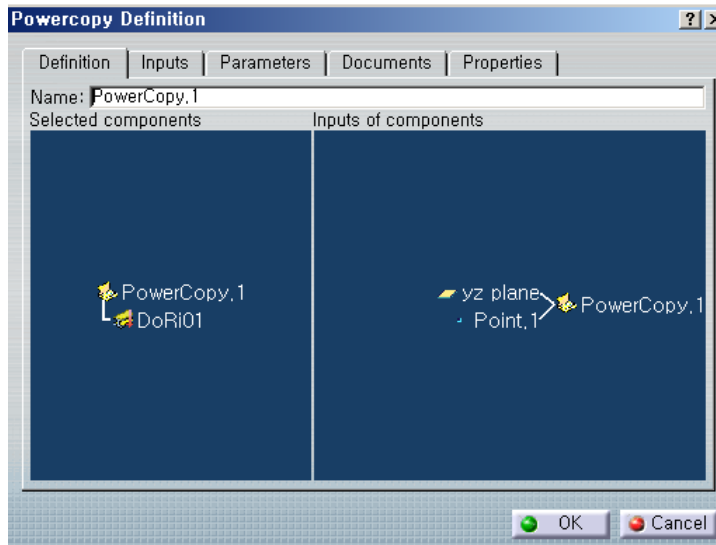 Powercopy Definition
Definition Inputs Parameters Documents Properties
Name: PowerCopy.1
Selected components Inputs of components
PowerCopy.1
DoRi01
yz plane
Point.1
PowerCopy.1
OK Cancel